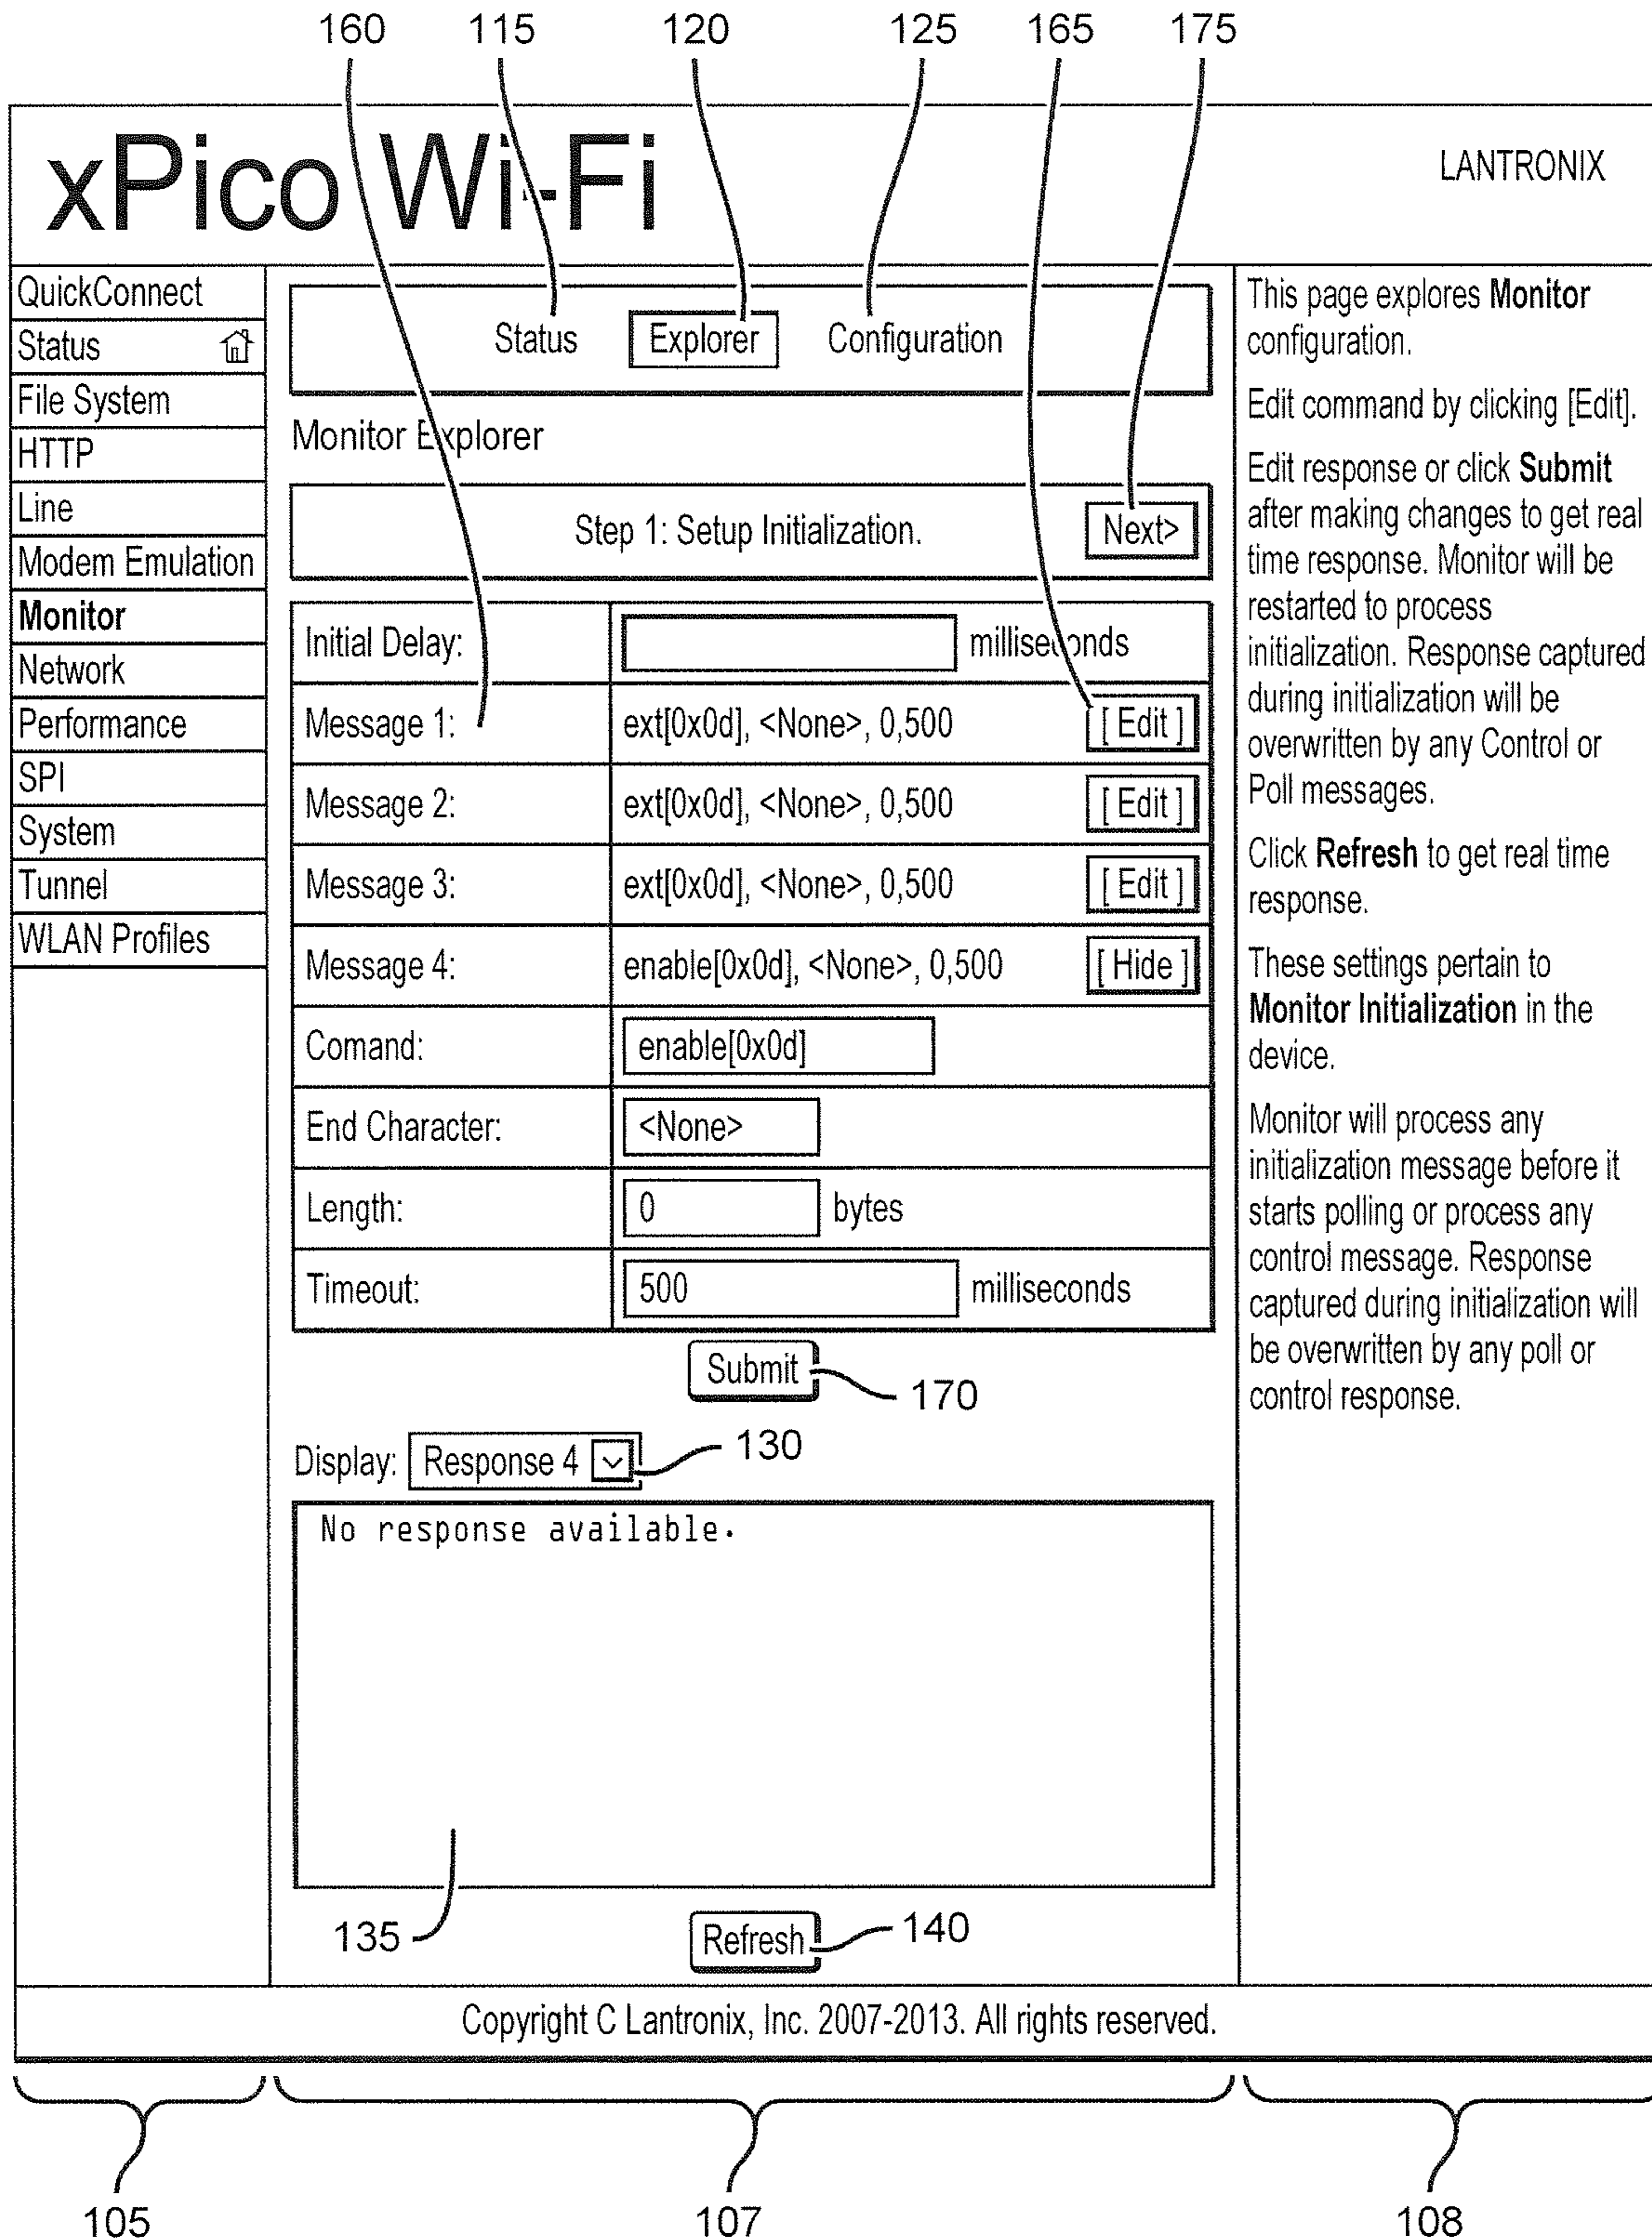 160 115 120 125 165 175
xPico Wi-Fi
LANTRONIX
QuickConnect
Status
File System
HTTP
Line
Modem Emulation
Monitor
Network
Performance
SPI
System
Tunnel
WLAN Profiles
Status Explorer Configuration
Monitor Explorer
Step 1: Setup Initialization. Next>
Initial Delay: milliseconds
Message 1: ext[0x0d], <None>, 0,500 [ Edit ]
Message 2: ext[0x0d], <None>, 0,500 [ Edit ]
Message 3: ext[0x0d], <None>, 0,500 [ Edit ]
Message 4: enable[0x0d], <None>, 0,500 [ Hide ]
Comand: enable[0x0d]
End Character: <None>
Length: 0 bytes
Timeout: 500 milliseconds
Submit
170
Display: Response 4
130
No response available.
135
Refresh
140
This page explores Monitor
configuration.
Edit command by clicking [Edit].
Edit response or click Submit
after making changes to get real
time response. Monitor will be
restarted to process
initialization. Response captured
during initialization will be
overwritten by any Control or
Poll messages.
Click Refresh to get real time
response.
These settings pertain to
Monitor Initialization in the
device.
Monitor will process any
initialization message before it
starts polling or process any
control message. Response
captured during initialization will
be overwritten by any poll or
control response.
Copyright C Lantronix, Inc. 2007-2013. All rights reserved.
105 107 108